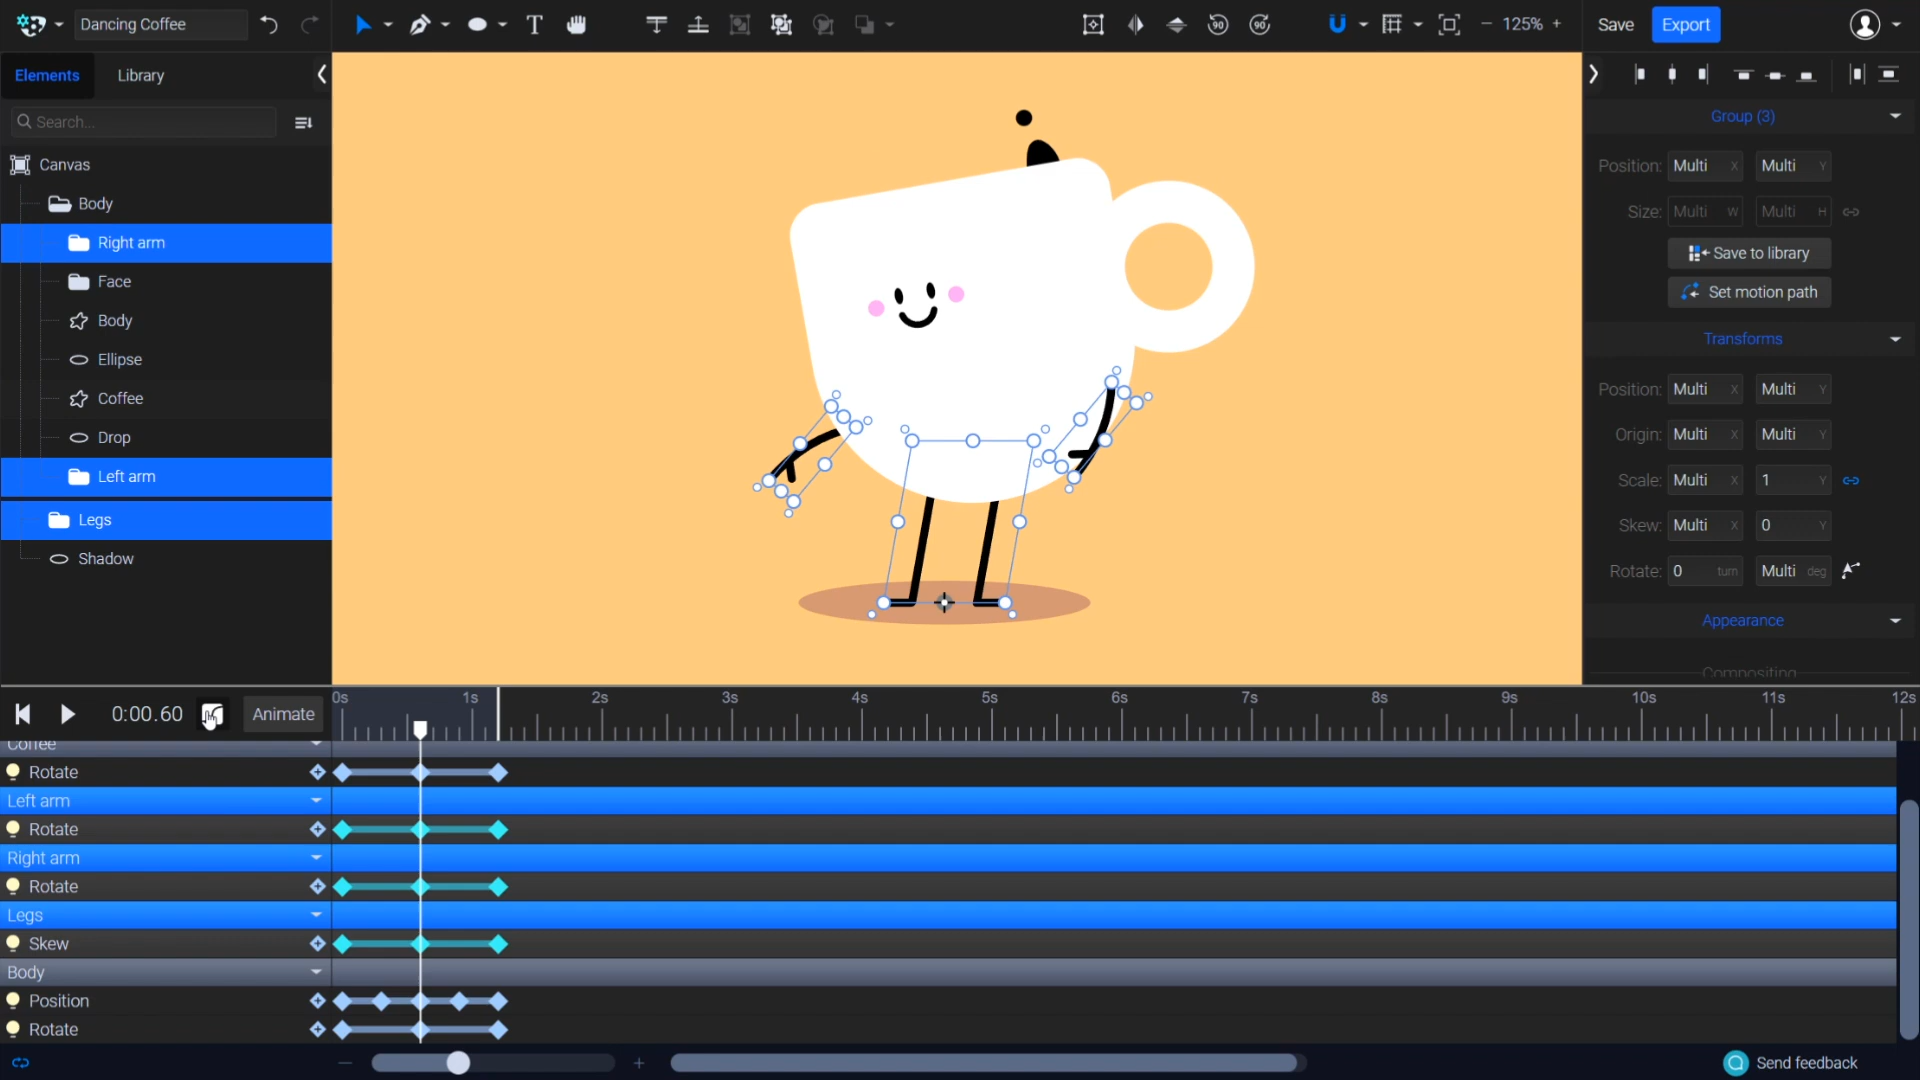 Dancing Coffee
T
125%
Save
Export
Elements
Library
Search...
Canvas
Body
Right arm
Face
Body
Ellipse
Coffee
Drop
Left arm
Legs
Shadow
Group (3)
Position: Multi X Multi Y
Size: Multi W Multi H
Save to library
Set motion path
Transforms
Position: Multi X Multi Y
Origin: Multi X Multi Y
Scale: Multi X 1 Y
Skew: Multi X 0 Y
Rotate: 0 turn Multi deg
Appearance
Compositing
0:00.60
Animate
0s 1s 2s 3s 4s 5s 6s 7s 8s 9s 10s 11s 12s
Coffee
Rotate
Left arm
Rotate
Right arm
Rotate
Legs
Skew
Body
Position
Rotate
Send feedback